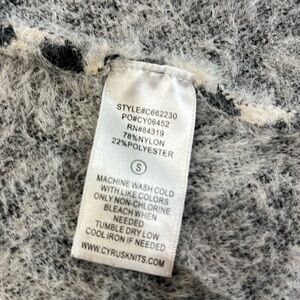 STYLE#C662230
PO#CY06452
RN#84319
78%NYLON
22%POLYESTER
S
MACHINE WASH COLD
WITH LIKE COLORS
ONLY NON-CHLORINE
BLEACH WHEN
NEEDED
TUMBLE DRY LOW
COOL IRON IF NEEDED
WWW.CYRUSKNITS.COM